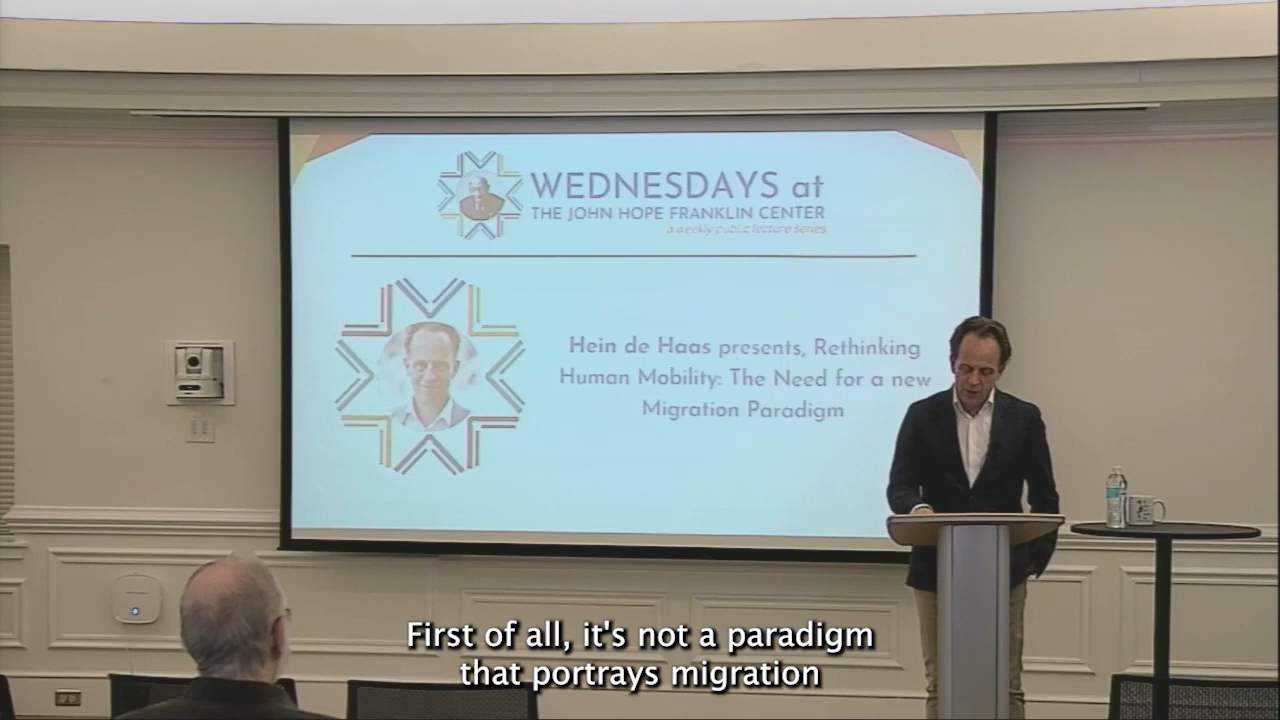 WEDNESDAYS at
THE JOHN HOPE FRANKLIN CENTER
a weekly public lecture series
Hein de Haas presents, Rethinking
Human Mobility: The Need for a new
Migration Paradigm
First of all, it's not a paradigm
that portrays migration